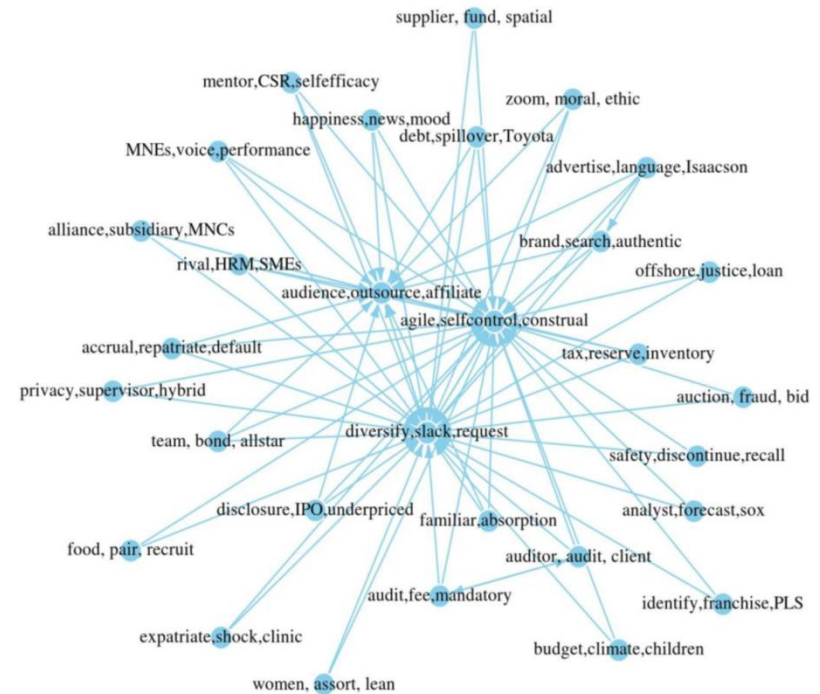 supplier, fund, spatial
mentor,CSR,selfefficacy
zoom, moral, ethic
happiness,news,mood
debt,spillover,Toyota
MNEs,voice,performance
advertise,language,Isaacson
alliance,subsidiary,MNCs
brand,search,authentic
rival,HRM,SMEs
offshore,justice,loan
audience,outsource,affiliate
agile,selfcontrol,construal
accrual,repatriate,default
tax,reserve,inventory
privacy,supervisor,hybrid
auction, fraud, bid
team, bond, allstar
diversify,slack,request
safety,discontinue,recall
disclosure,IPO,underpriced
familiar,absorption
analyst,forecast,sox
food, pair, recruit
auditor, audit, client
audit,fee,mandatory
identify,franchise,PLS
expatriate,shock,clinic
budget,climate,children
women, assort, lean